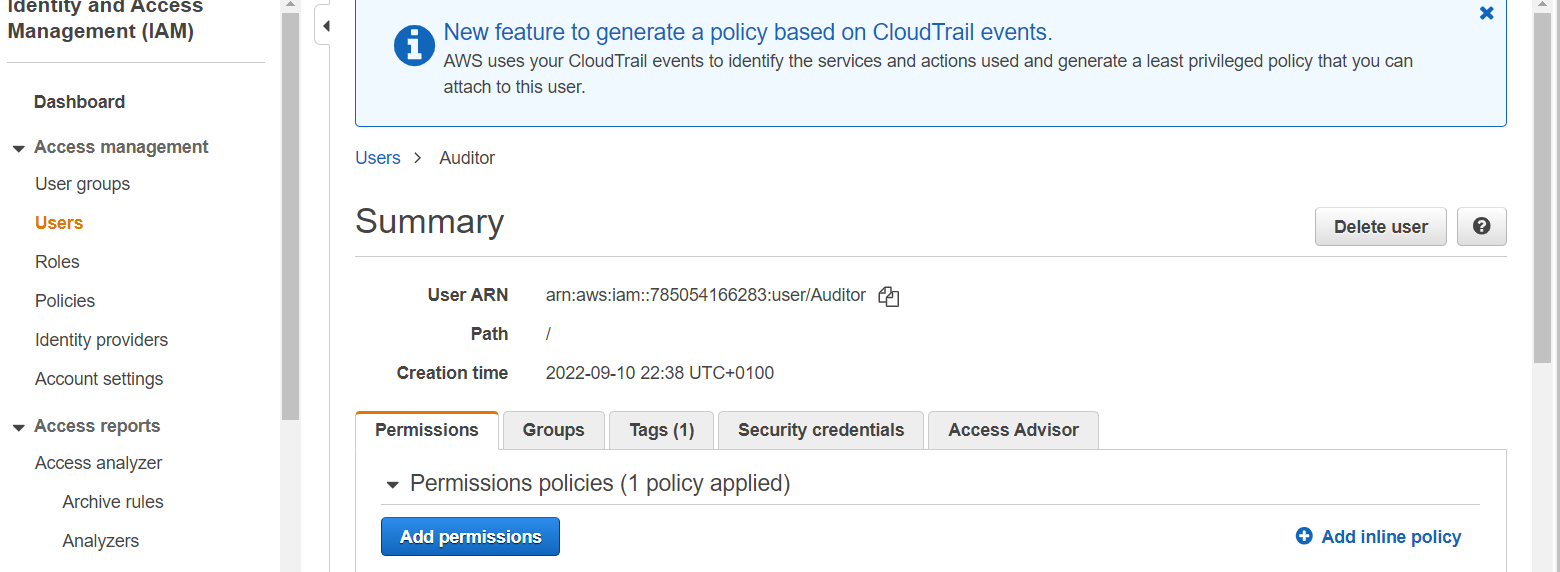 Identity and Access
Management (IAM)
Dashboard
Access management
User groups
Users
Roles
Policies
Identity providers
Account settings
Access reports
Access analyzer
Archive rules
Analyzers
New feature to generate a policy based on CloudTrail events.
AWS uses your CloudTrail events to identify the services and actions used and generate a least privileged policy that you can
attach to this user.
Users > Auditor
Summary
Delete user
User ARN arn:aws:iam::785054166283:user/Auditor
Path /
Creation time 2022-09-10 22:38 UTC+0100
Permissions Groups Tags (1) Security credentials Access Advisor
Permissions policies (1 policy applied)
Add permissions Add inline policy